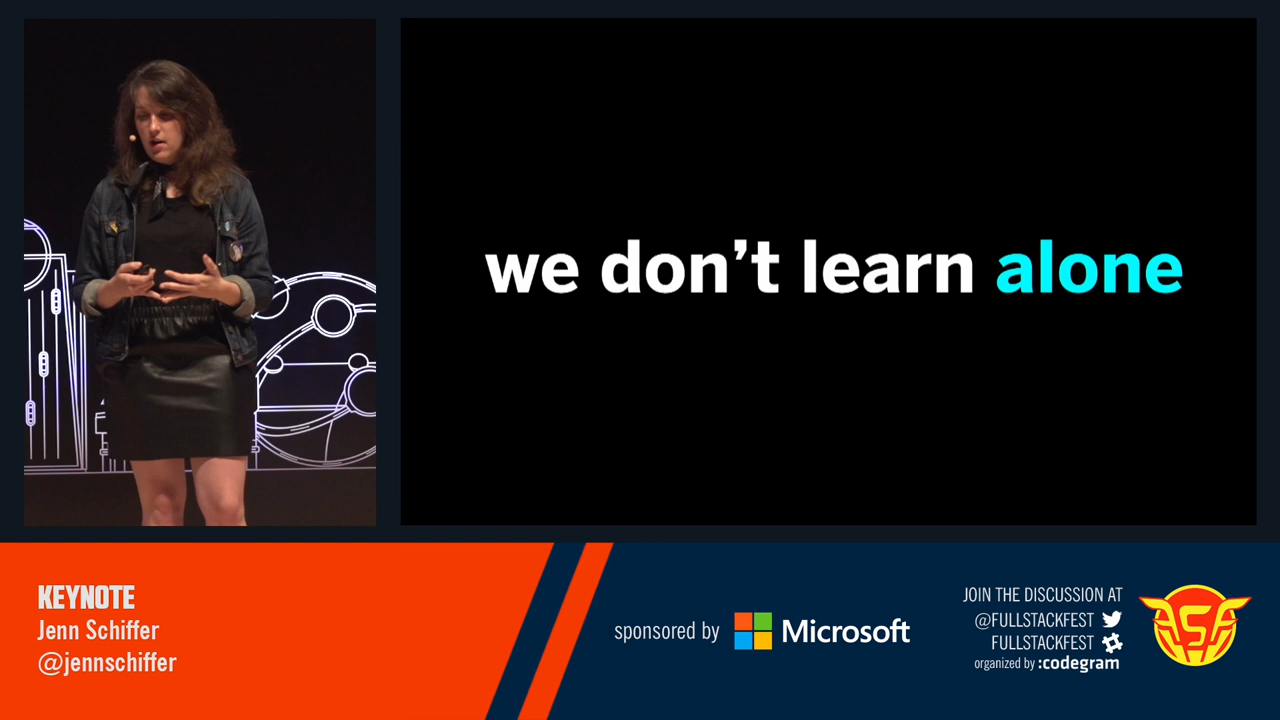 we don’t learn alone
KEYNOTE
Jenn Schiffer
@jennschiffer
sponsored by Microsoft
JOIN THE DISCUSSION AT
@FULLSTACKFEST
FULLSTACKFEST
organized by :codegram
FSF